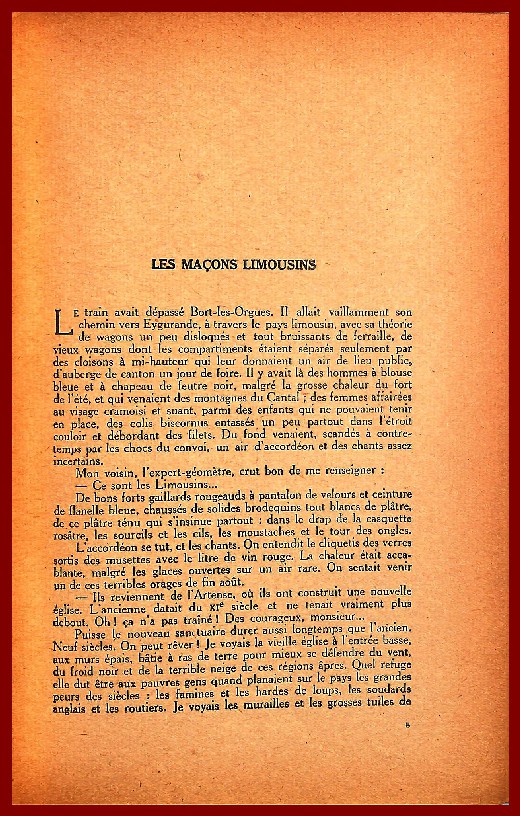 LES MAÇONS LIMOUSINS
LE train avait dépassé Bort-les-Orgues. Il allait vaillamment son
chemin vers Eygurande, à travers le pays limousin, avec sa théorie
de wagons un peu disloqués et tout bruissants de ferraille, de
vieux wagons dont les compartiments étaient séparés seulement par
des cloisons à mi-hauteur qui leur donnaient un air de lieu public,
d'auberge de canton un jour de foire. Il y avait là des hommes à blouse
bleue et à chapeau de feutre noir, malgré la grosse chaleur du fort
de l'été, et qui venaient des montagnes du Cantal ; des femmes affairées
au visage cramoisi et suant, parmi des enfants qui ne pouvaient tenir
en place, des colis biscornus entassés un peu partout dans l'étroit
couloir et débordant des filets. Du fond venaient, scandés à contre-
temps par les chocs du convoi, un air d'accordéon et des chants assez
incertains.
Mon voisin, l'expert-géomètre, crut bon de me renseigner :
— Ce sont les Limousins...
De bons forts gaillards rougeauds à pantalon de velours et ceinture
de flanelle bleue, chaussés de solides brodequins tout blancs de plâtre,
de ce plâtre ténu qui s'insinue partout : dans le drap de la casquette
rosâtre, les sourcils et les cils, les moustaches et le tour des ongles.
L'accordéon se tut, et les chants. On entendit le cliquetis des verres
sortis des musettes avec le litre de vin rouge. La chaleur était acca-
blante, malgré les glaces ouvertes sur un air rare. On sentait venir
un de ces terribles orages de fin août.
— Ils reviennent de l'Artense, où ils ont construit une nouvelle
église. L'ancienne datait du XIe siècle et ne tenait vraiment plus
debout. Oh ! ça n'a pas traîné ! Des courageux, monsieur...
Puisse le nouveau sanctuaire durer aussi longtemps que l'ancien.
Neuf siècles. On peut rêver ! Je voyais la vieille église à l'entrée basse,
aux murs épais, bâtie à ras de terre pour mieux se défendre du vent,
du froid noir et de la terrible neige de ces régions âpres. Quel refuge
elle dut être aux pauvres gens quand planaient sur le pays les grandes
peurs des siècles : les famines et les hardes de loups, les soudards
anglais et les routiers. Je voyais les murailles et les grosses tuiles de